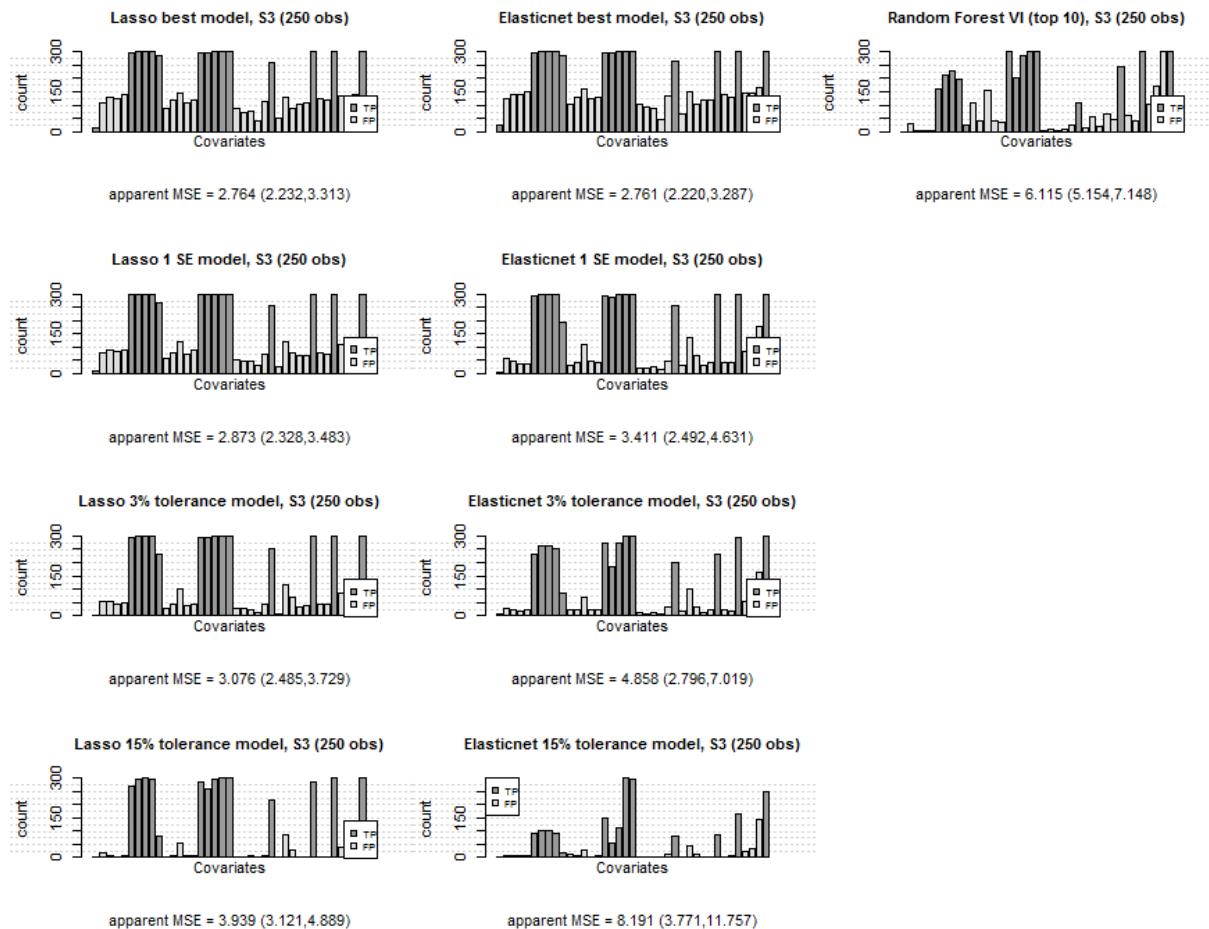 Lasso best model, S3 (250 obs)
count
0 150 300
TP
FP
Covariates
apparent MSE = 2.764 (2.232,3.313)
Elasticnet best model, S3 (250 obs)
count
0 150 300
TP
FP
Covariates
apparent MSE = 2.761 (2.220,3.287)
Random Forest VI (top 10), S3 (250 obs)
count
0 150 300
TP
FP
Covariates
apparent MSE = 6.115 (5.154,7.148)
Lasso 1 SE model, S3 (250 obs)
count
0 150 300
TP
FP
Covariates
apparent MSE = 2.873 (2.328,3.483)
Elasticnet 1 SE model, S3 (250 obs)
count
0 150 300
TP
FP
Covariates
apparent MSE = 3.411 (2.492,4.631)
Lasso 3% tolerance model, S3 (250 obs)
count
0 150 300
TP
FP
Covariates
apparent MSE = 3.076 (2.485,3.729)
Elasticnet 3% tolerance model, S3 (250 obs)
count
0 150 300
TP
FP
Covariates
apparent MSE = 4.858 (2.796,7.019)
Lasso 15% tolerance model, S3 (250 obs)
count
0 150 300
TP
FP
Covariates
apparent MSE = 3.939 (3.121,4.889)
Elasticnet 15% tolerance model, S3 (250 obs)
count
0 150 300
TP
FP
Covariates
apparent MSE = 8.191 (3.771,11.757)